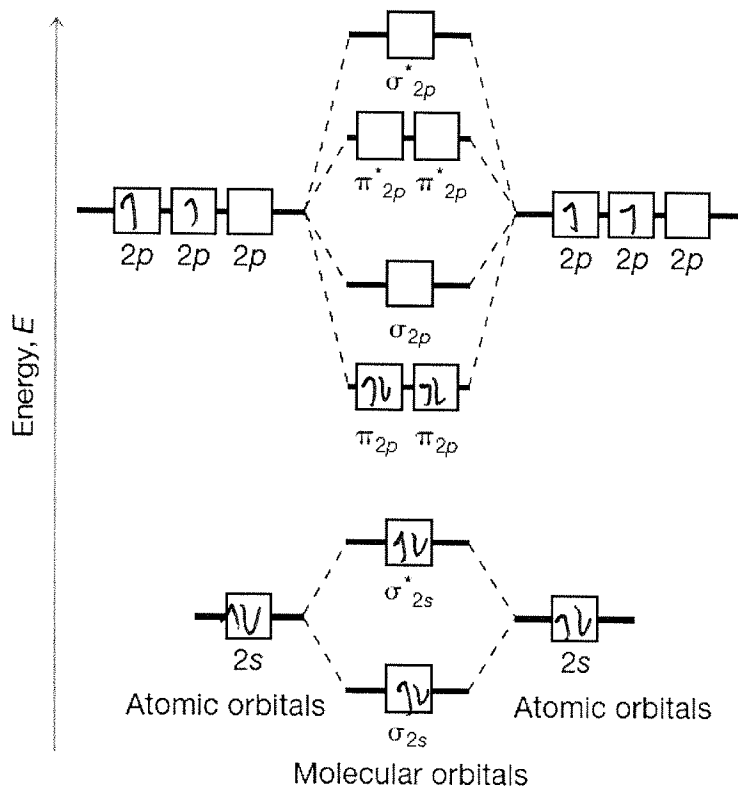 σ*2p
π*2p π*2p
2p 2p 2p
2p 2p 2p
σ2p
π2p π2p
σ*2s
2s
2s
σ2s
Atomic orbitals
Atomic orbitals
Molecular orbitals
Energy, E